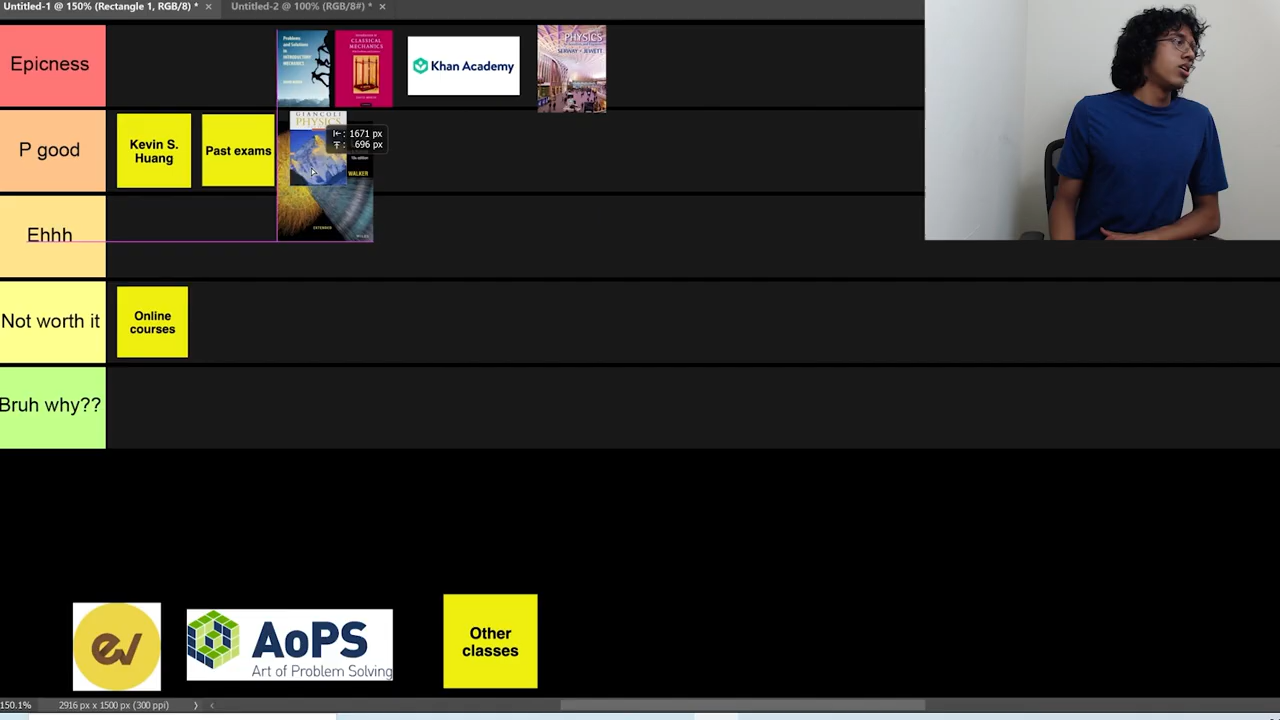 Untitled-1 @ 150% (Rectangle 1, RGB/8) * ×
Untitled-2 @ 100% (RGB/8#) * ×
Epicness
Problems
and Solutions
in
INTRODUCTORY
MECHANICS
CLASSICAL
MECHANICS
Khan Academy
PHYSICS
SERWAY • JEWETT
P good
Kevin S.
Huang
Past exams
GIANCOLI
PHYSICS
1671 px
696 px
WALKER
EXTENDED
Ehhh
Not worth it
Online
courses
Bruh why??
ev
AoPS
Art of Problem Solving
Other
classes
150.1%
2916 px x 1500 px (300 ppi)